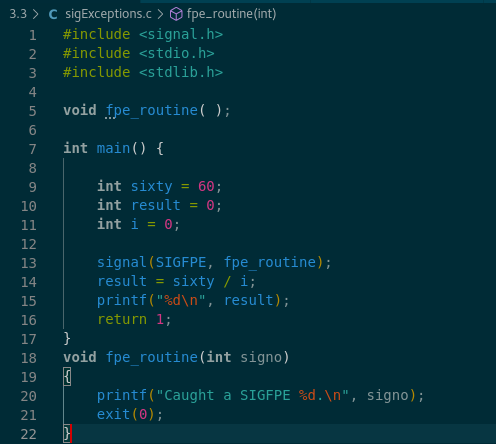 3.3 > C sigExceptions.c > fpe_routine(int)
1 #include <signal.h>
2 #include <stdio.h>
3 #include <stdlib.h>
4
5 void fpe_routine( );
6
7 int main() {
8
9     int sixty = 60;
10     int result = 0;
11     int i = 0;
12
13     signal(SIGFPE, fpe_routine);
14     result = sixty / i;
15     printf("%d\n", result);
16     return 1;
17 }
18 void fpe_routine(int signo)
19 {
20     printf("Caught a SIGFPE %d.\n", signo);
21     exit(0);
22 }